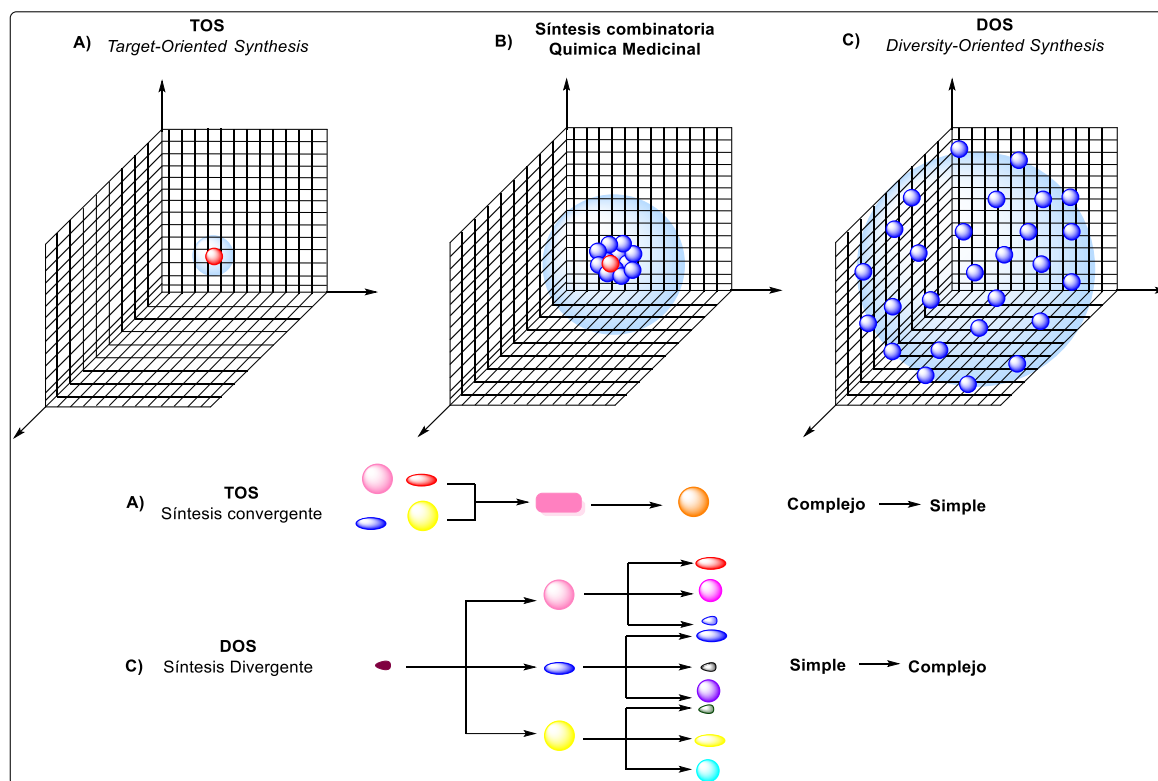 TOS
A) Target-Oriented Synthesis
Síntesis combinatoria
B) Quimica Medicinal
DOS
C) Diversity-Oriented Synthesis
TOS
A) Síntesis convergente
Complejo Simple
DOS
C) Síntesis Divergente
Simple Complejo